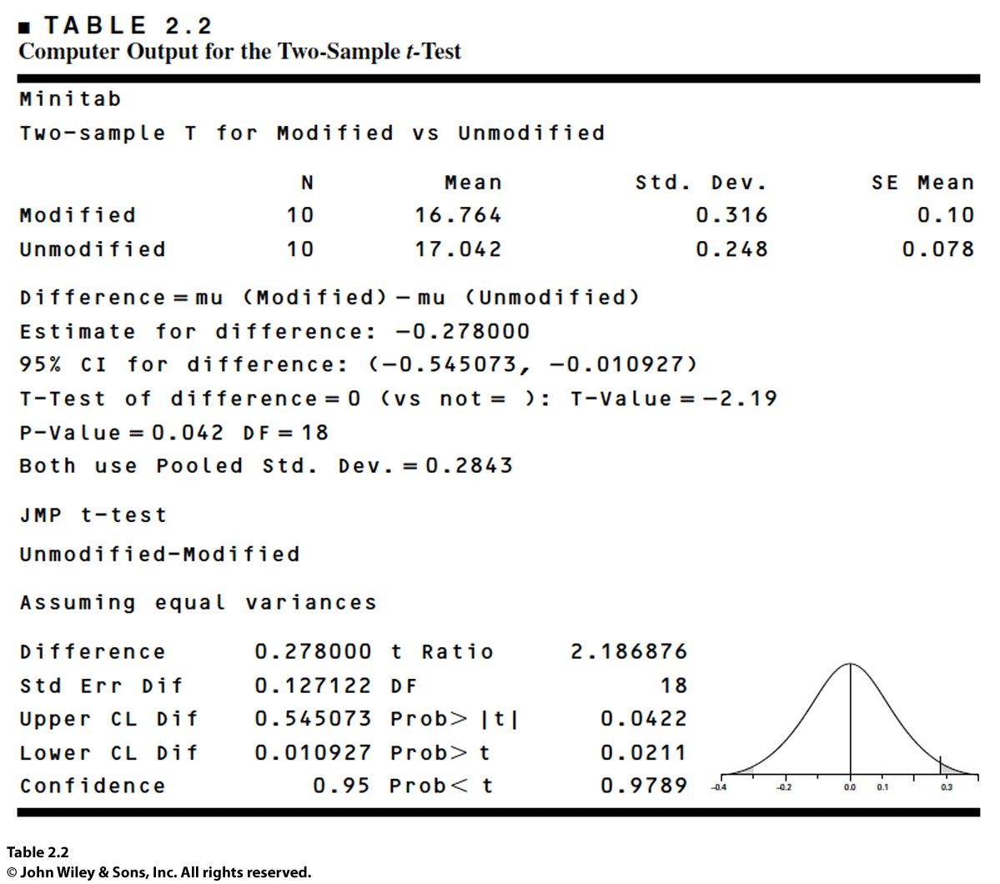 ■ TABLE 2.2
Computer Output for the Two-Sample t-Test
Minitab
Two-sample T for Modified vs Unmodified
N Mean Std. Dev. SE Mean
Modified 10 16.764 0.316 0.10
Unmodified 10 17.042 0.248 0.078
Difference = mu (Modified) − mu (Unmodified)
Estimate for difference: −0.278000
95% CI for difference: (−0.545073, −0.010927)
T-Test of difference = 0 (vs not = ): T-Value = −2.19
P-Value = 0.042 DF = 18
Both use Pooled Std. Dev. = 0.2843
JMP t-test
Unmodified-Modified
Assuming equal variances
Difference 0.278000 t Ratio 2.186876
Std Err Dif 0.127122 DF 18
Upper CL Dif 0.545073 Prob> |t| 0.0422
Lower CL Dif 0.010927 Prob> t 0.0211
Confidence 0.95 Prob< t 0.9789
−0.4 −0.2 0.0 0.1 0.3
Table 2.2
© John Wiley & Sons, Inc. All rights reserved.